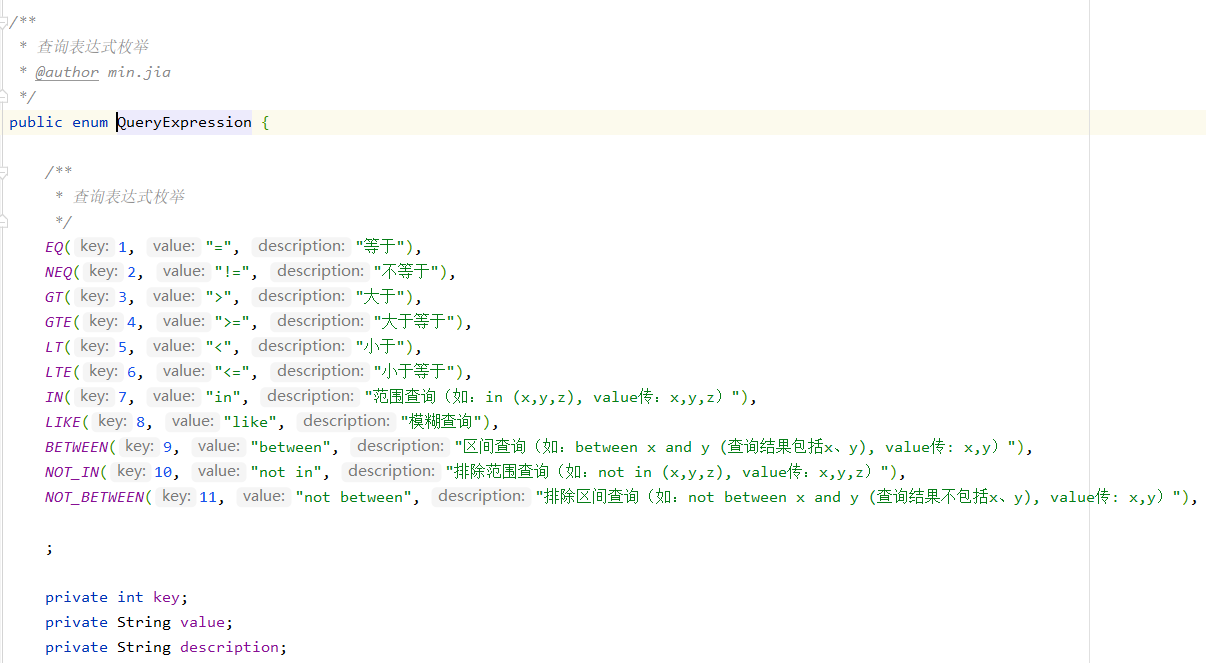 /**
 * 查询表达式枚举
 * @author min.jia
 */
public enum QueryExpression {
    /**
     * 查询表达式枚举
     */
    EQ( key: 1, value: "=", description: "等于"),
    NEQ( key: 2, value: "!=", description: "不等于"),
    GT( key: 3, value: ">", description: "大于"),
    GTE( key: 4, value: ">=", description: "大于等于"),
    LT( key: 5, value: "<", description: "小于"),
    LTE( key: 6, value: "<=", description: "小于等于"),
    IN( key: 7, value: "in", description: "范围查询（如：in (x,y,z), value传：x,y,z）"),
    LIKE( key: 8, value: "like", description: "模糊查询"),
    BETWEEN( key: 9, value: "between", description: "区间查询（如：between x and y (查询结果包括x、y), value传: x,y）"),
    NOT_IN( key: 10, value: "not in", description: "排除范围查询（如：not in (x,y,z), value传：x,y,z）"),
    NOT_BETWEEN( key: 11, value: "not between", description: "排除区间查询（如：not between x and y (查询结果不包括x、y), value传: x,y）"),
    ;
    private int key;
    private String value;
    private String description;